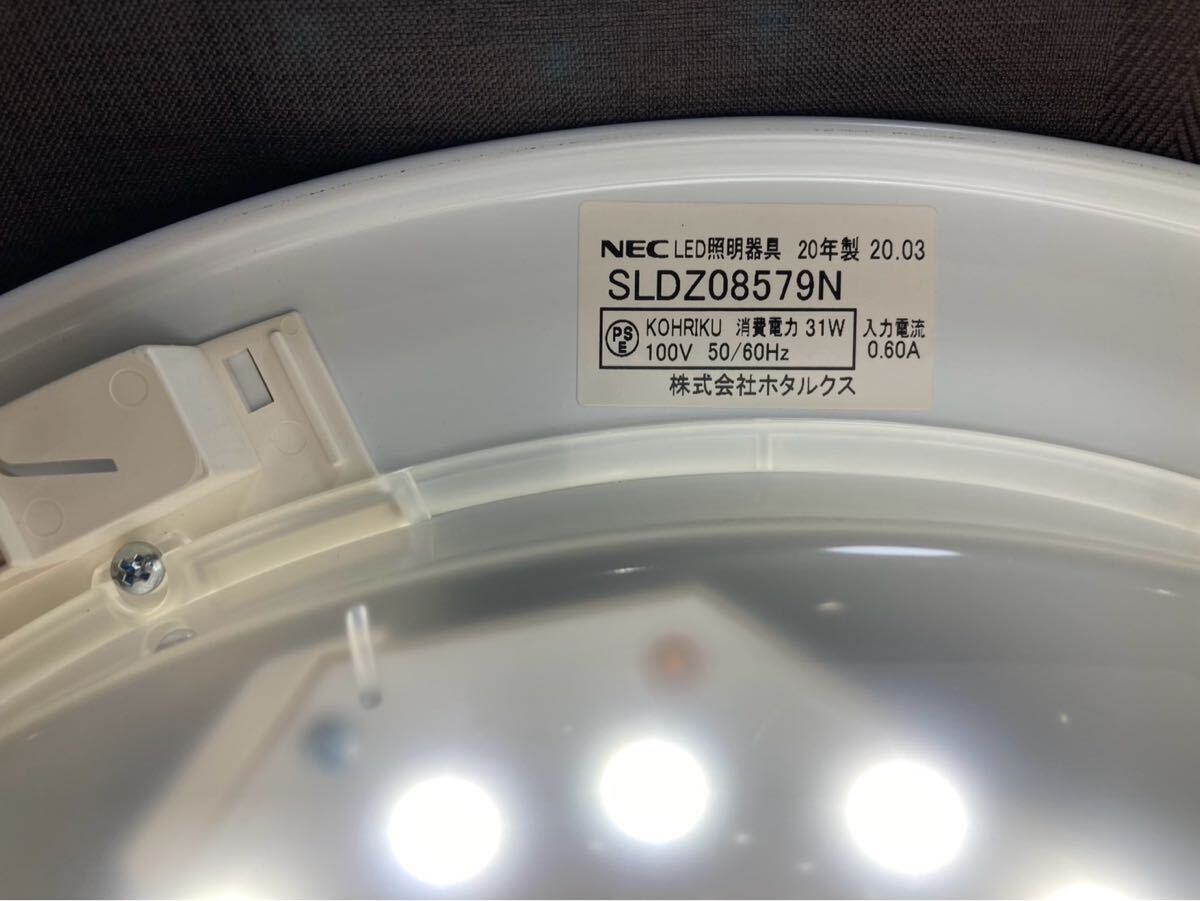 NEC LED照明器具 20年製 20.03
SLDZ08579N
PS E KOHRIKU 消費電力 31W 入力電流
100V 50/60Hz 0.60A
株式会社ホタルクス